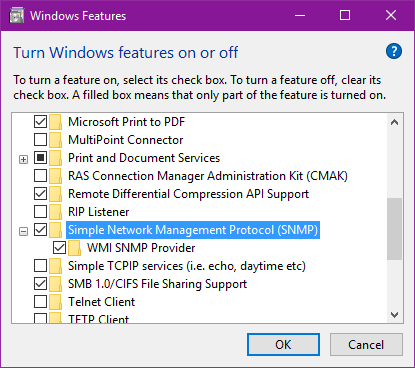 Windows Features
Turn Windows features on or off
To turn a feature on, select its check box. To turn a feature off, clear its
check box. A filled box means that only part of the feature is turned on.
Microsoft Print to PDF
MultiPoint Connector
Print and Document Services
RAS Connection Manager Administration Kit (CMAK)
Remote Differential Compression API Support
RIP Listener
Simple Network Management Protocol (SNMP)
WMI SNMP Provider
Simple TCPIP services (i.e. echo, daytime etc)
SMB 1.0/CIFS File Sharing Support
Telnet Client
TFTP Client
OK Cancel